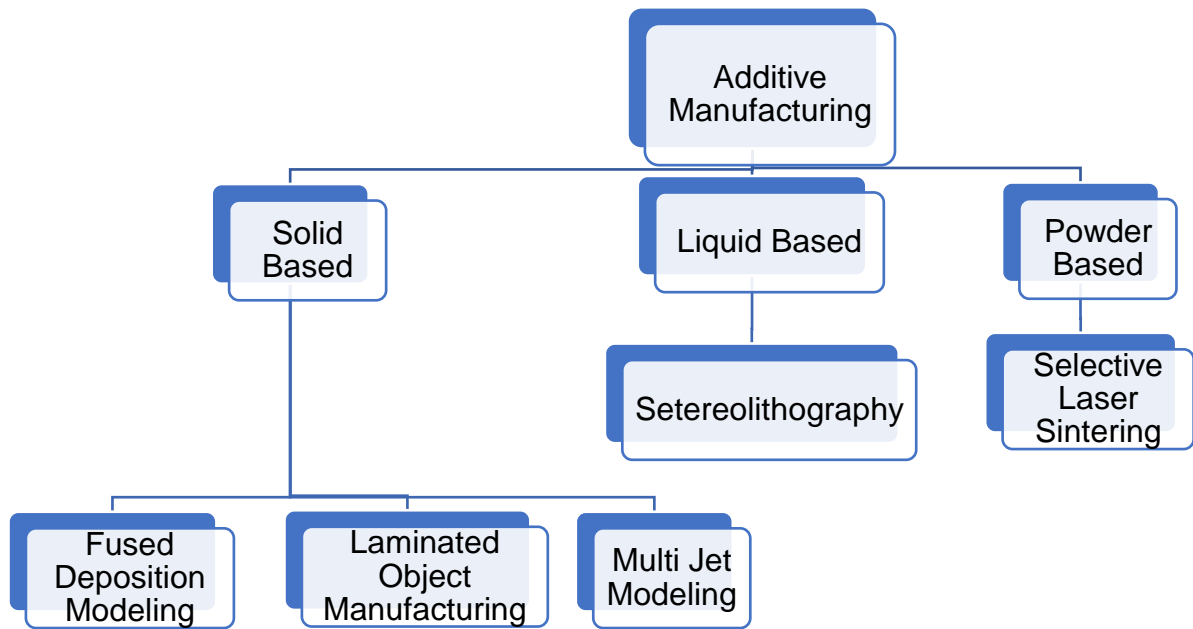 Additive
Manufacturing
Solid
Based
Liquid Based
Powder
Based
Setereolithography
Selective
Laser
Sintering
Fused
Deposition
Modeling
Laminated
Object
Manufacturing
Multi Jet
Modeling